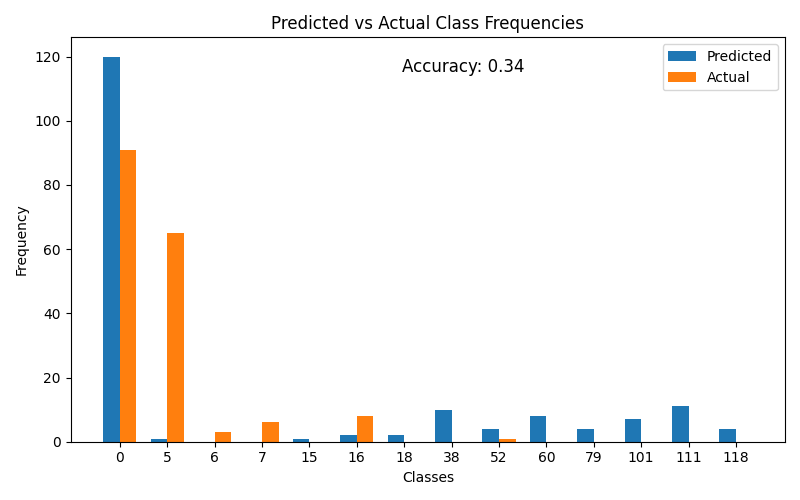 Predicted vs Actual Class Frequencies
Accuracy: 0.34
Predicted
Actual
Frequency
120
100
80
60
40
20
0
0 5 6 7 15 16 18 38 52 60 79 101 111 118
Classes